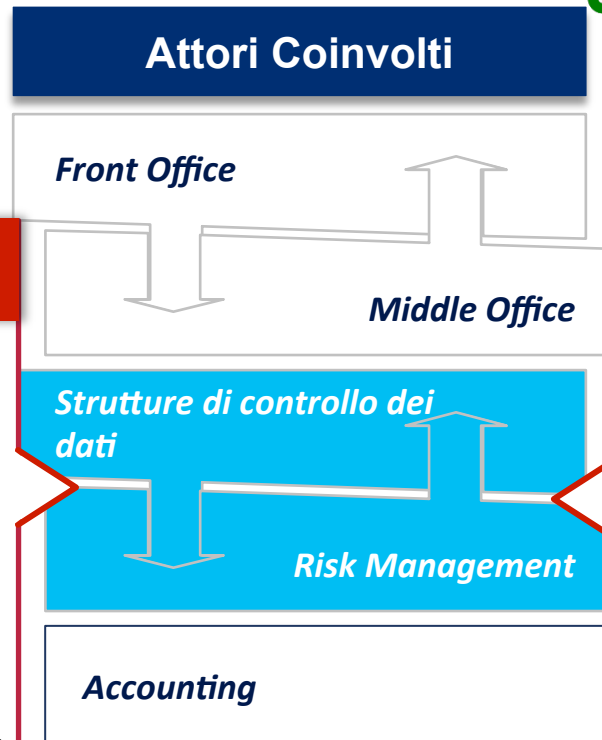 Attori Coinvolti
Front Office
Middle Office
Strutture di controllo dei
dati
Risk Management
Accounting